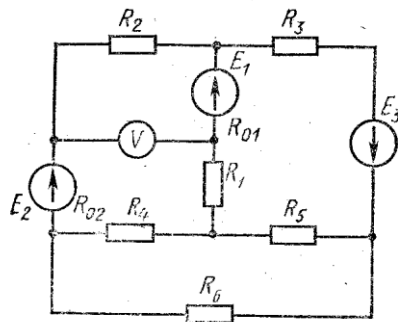 R₂ R₃
E₁
E₃
V R₀₁
R₁
E₂ R₀₂ R₄ R₅
R₆